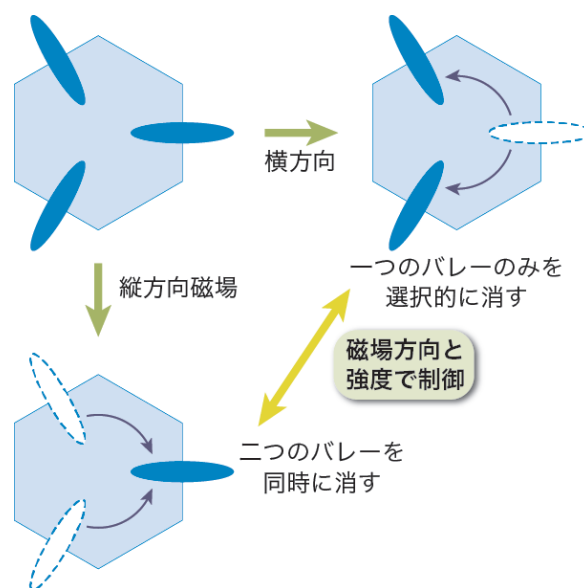 横方向
一つのバレーのみを
選択的に消す
縦方向磁場
磁場方向と
強度で制御
二つのバレーを
同時に消す